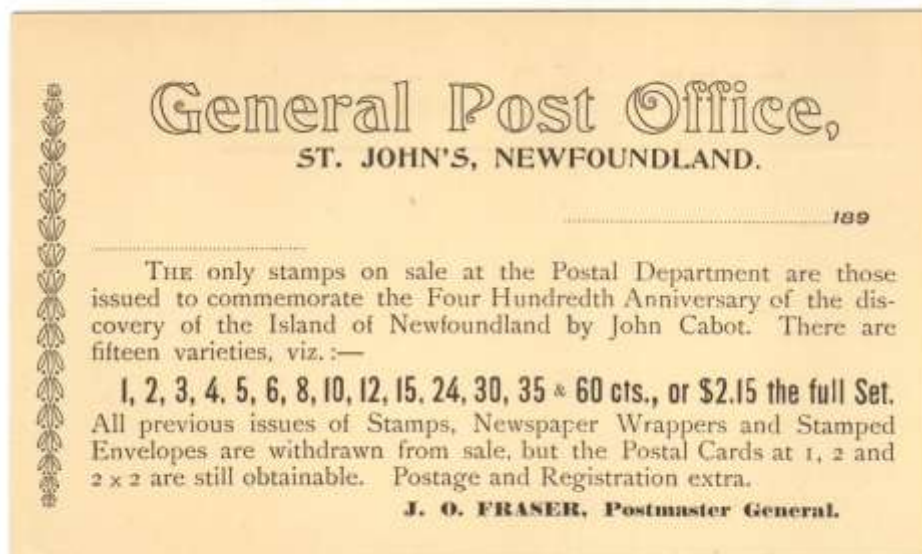 General Post Office,
ST. JOHN'S, NEWFOUNDLAND.
189
THE only stamps on sale at the Postal Department are those
issued to commemorate the Four Hundredth Anniversary of the dis-
covery of the Island of Newfoundland by John Cabot. There are
fifteen varieties, viz.:—
1, 2, 3, 4, 5, 6, 8, 10, 12, 15, 24, 30, 35 & 60 cts., or $2.15 the full Set.
All previous issues of Stamps, Newspaper Wrappers and Stamped
Envelopes are withdrawn from sale, but the Postal Cards at 1, 2 and
2 x 2 are still obtainable. Postage and Registration extra.
J. O. FRASER, Postmaster General.